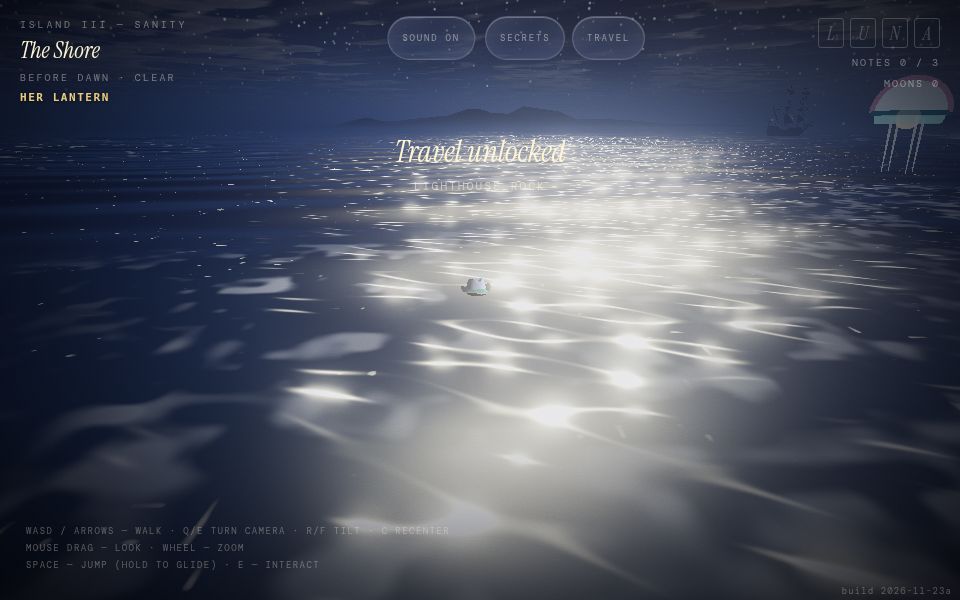 ISLAND III — SANITY
The Shore
BEFORE DAWN · CLEAR
HER LANTERN
SOUND ON
SECRETS
TRAVEL
L U N A
NOTES 0 / 3
MOONS 0
Travel unlocked
LIGHTHOUSE ROCK
WASD / ARROWS — WALK · Q/E TURN CAMERA · R/F TILT · C RECENTER
MOUSE DRAG — LOOK · WHEEL — ZOOM
SPACE — JUMP (HOLD TO GLIDE) · E — INTERACT
build 2026-11-23a